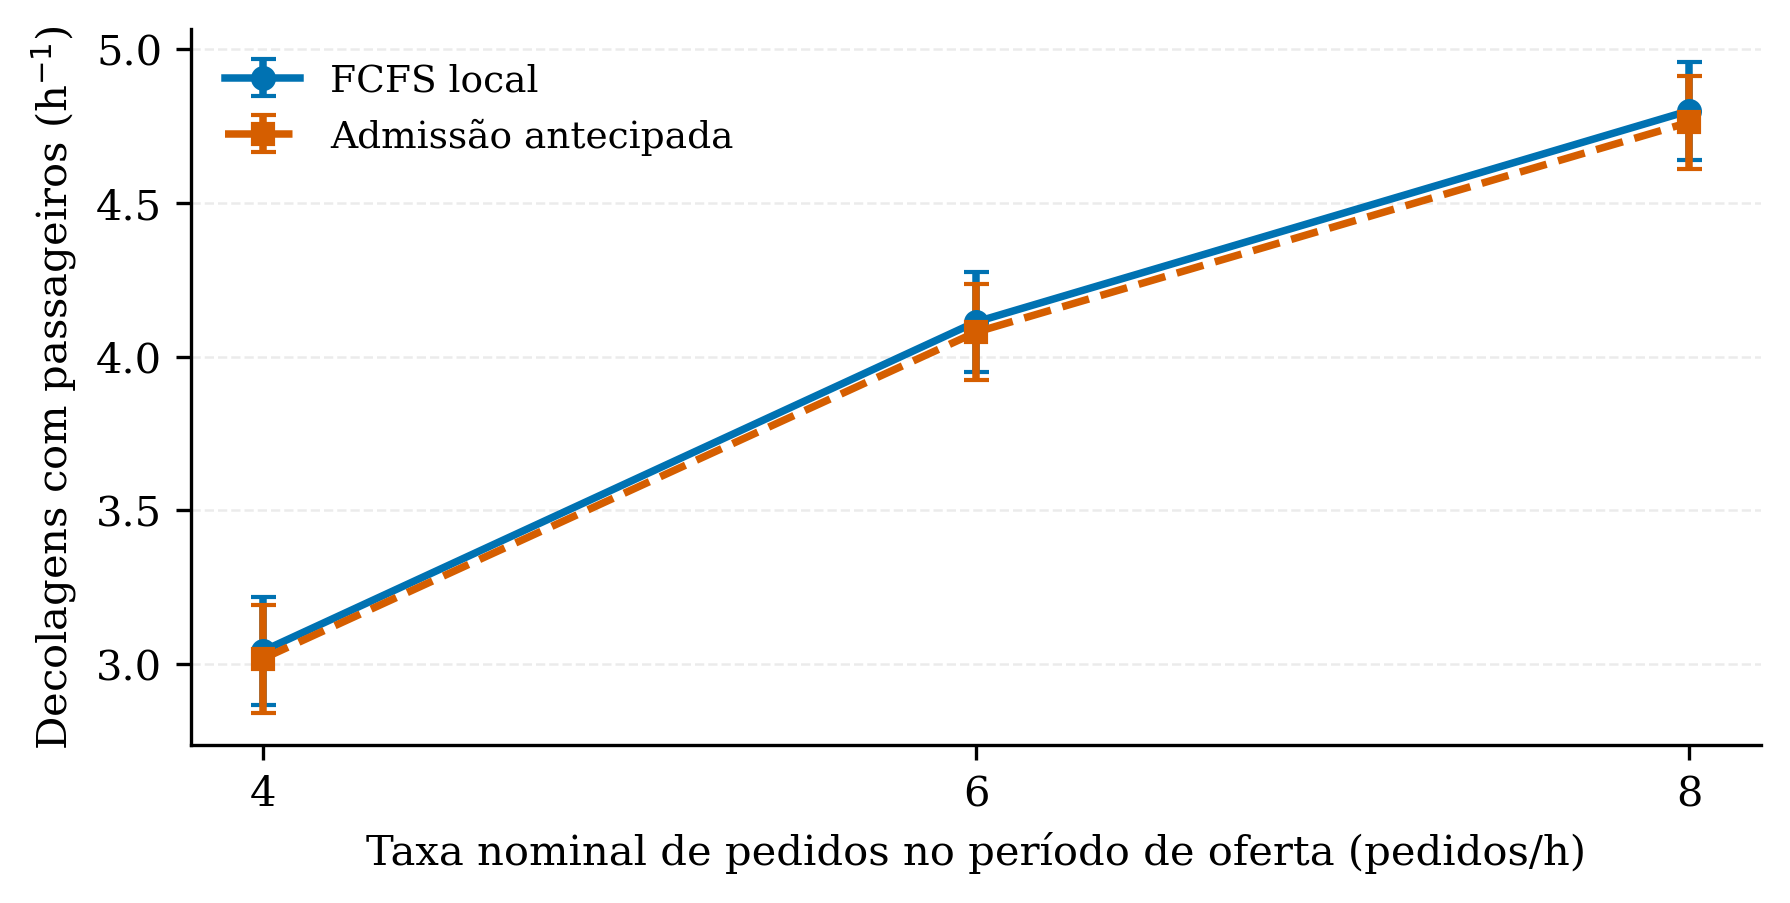 Decolagens com passageiros (h⁻¹)
5.0
4.5
4.0
3.5
3.0
FCFS local
Admissão antecipada
4 6 8
Taxa nominal de pedidos no período de oferta (pedidos/h)